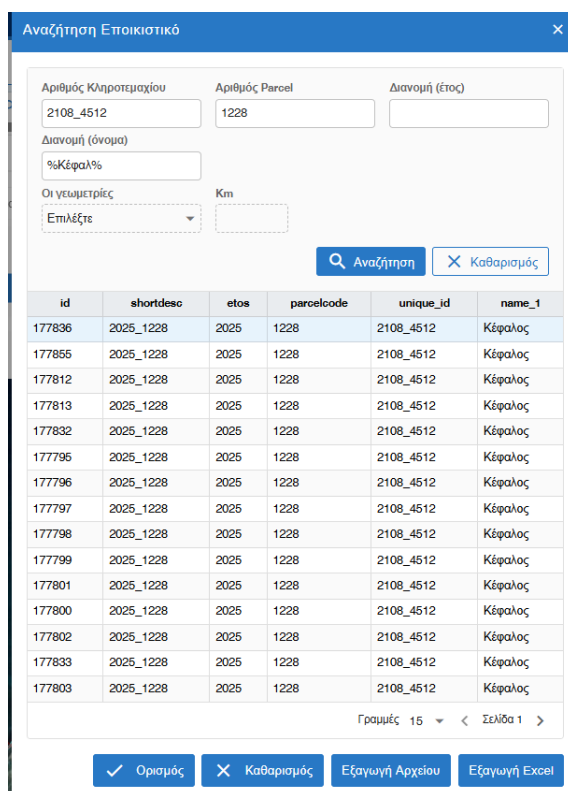 Αναζήτηση Εποικιστικό
Αριθμός Κληροτεμαχίου Αριθμός Parcel Διανομή (έτος)
2108_4512 1228
Διανομή (όνομα)
%Κέφαλ%
Οι γεωμετρίες Km
Επιλέξτε
Αναζήτηση Καθαρισμός
id shortdesc etos parcelcode unique_id name_1
177836 2025_1228 2025 1228 2108_4512 Κέφαλος
177855 2025_1228 2025 1228 2108_4512 Κέφαλος
177812 2025_1228 2025 1228 2108_4512 Κέφαλος
177813 2025_1228 2025 1228 2108_4512 Κέφαλος
177832 2025_1228 2025 1228 2108_4512 Κέφαλος
177795 2025_1228 2025 1228 2108_4512 Κέφαλος
177796 2025_1228 2025 1228 2108_4512 Κέφαλος
177797 2025_1228 2025 1228 2108_4512 Κέφαλος
177798 2025_1228 2025 1228 2108_4512 Κέφαλος
177799 2025_1228 2025 1228 2108_4512 Κέφαλος
177801 2025_1228 2025 1228 2108_4512 Κέφαλος
177800 2025_1228 2025 1228 2108_4512 Κέφαλος
177802 2025_1228 2025 1228 2108_4512 Κέφαλος
177833 2025_1228 2025 1228 2108_4512 Κέφαλος
177803 2025_1228 2025 1228 2108_4512 Κέφαλος
Γραμμές 15 Σελίδα 1
Ορισμός Καθαρισμός Εξαγωγή Αρχείου Εξαγωγή Excel